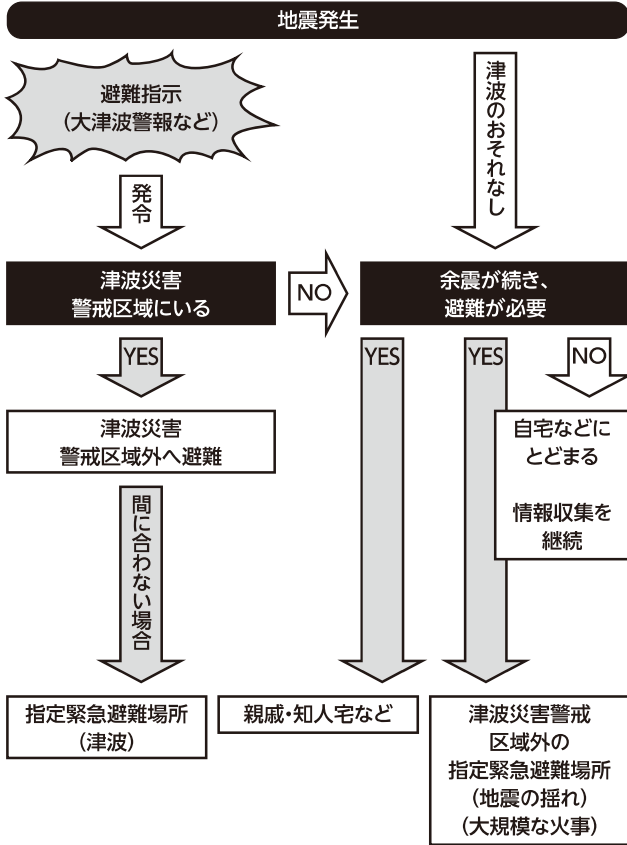 地震発生
避難指示
（大津波警報など）
発令
津波のおそれなし
津波災害
警戒区域にいる
NO
余震が続き、
避難が必要
YES
YES
YES
NO
津波災害
警戒区域外へ避難
自宅などに
とどまる
情報収集を
継続
間に合わない場合
指定緊急避難場所
（津波）
親戚・知人宅など
津波災害警戒
区域外の
指定緊急避難場所
（地震の揺れ）
（大規模な火事）